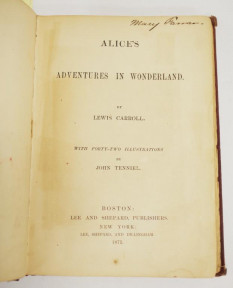 Mary
ALICE'S
ADVENTURES IN WONDERLAND.
BY
LEWIS CARROLL.
WITH FORTY-TWO ILLUSTRATIONS
BY
JOHN TENNIEL.
BOSTON:
LEE AND SHEPARD, PUBLISHERS.
NEW YORK:
LEE, SHEPARD AND DILLINGHAM.